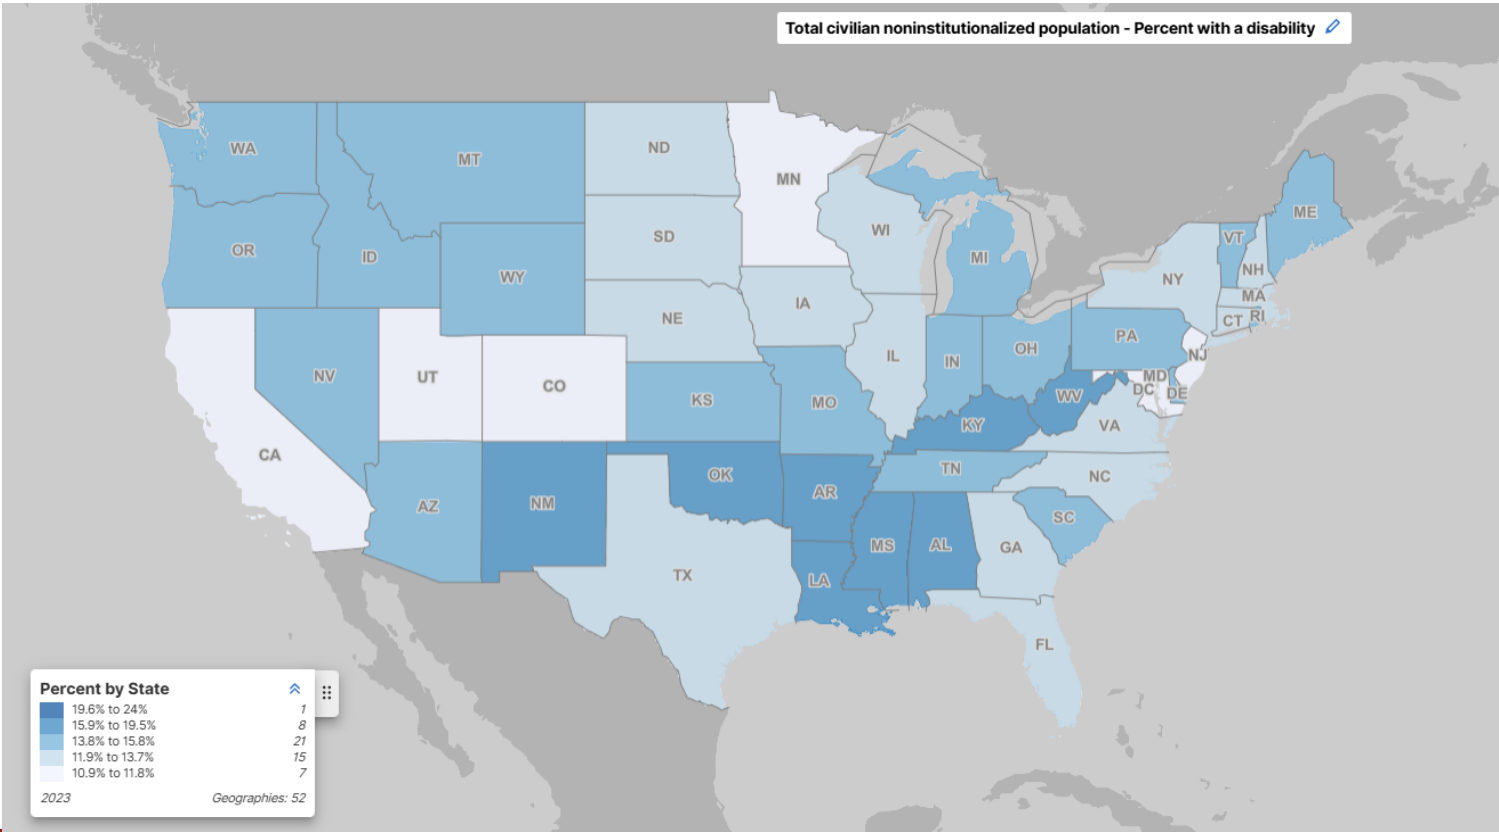 Total civilian noninstitutionalized population - Percent with a disability
WA
MT
ND
MN
OR
ID
WY
SD
WI
MI
VT
ME
NH
NY
MA
CT
RI
NE
IA
IL
IN
OH
PA
NJ
NV
UT
CO
KS
MO
KY
WV
MD
DC
DE
VA
CA
AZ
NM
OK
AR
TN
NC
SC
TX
LA
MS
AL
GA
FL
Percent by State
19.6% to 24% 1
15.9% to 19.5% 8
13.8% to 15.8% 21
11.9% to 13.7% 15
10.9% to 11.8% 7
2023 Geographies: 52